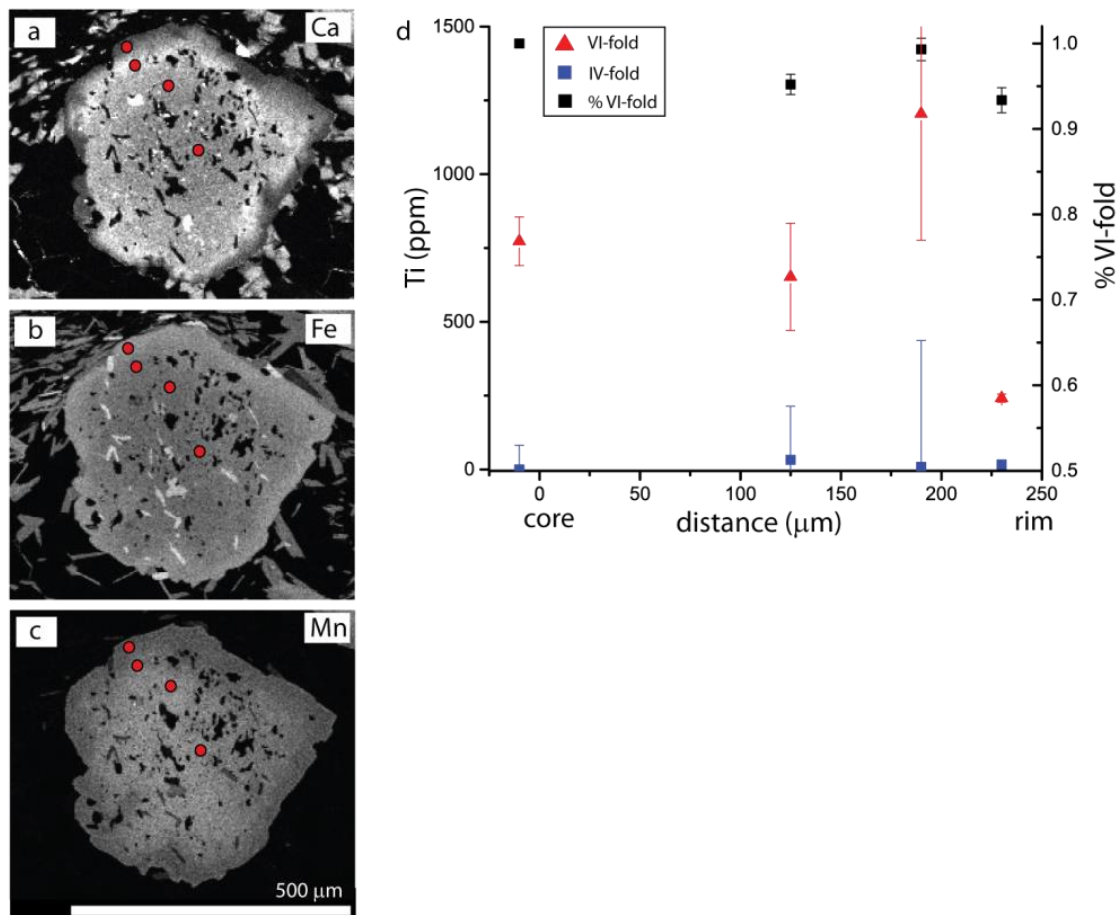 a
Ca
b
Fe
c
Mn
500 μm
d
VI-fold
IV-fold
% VI-fold
1500
1000
500
0
Ti (ppm)
1.0
0.9
0.8
0.7
0.6
0.5
% VI-fold
0
50
100
150
200
250
core
distance (μm)
rim